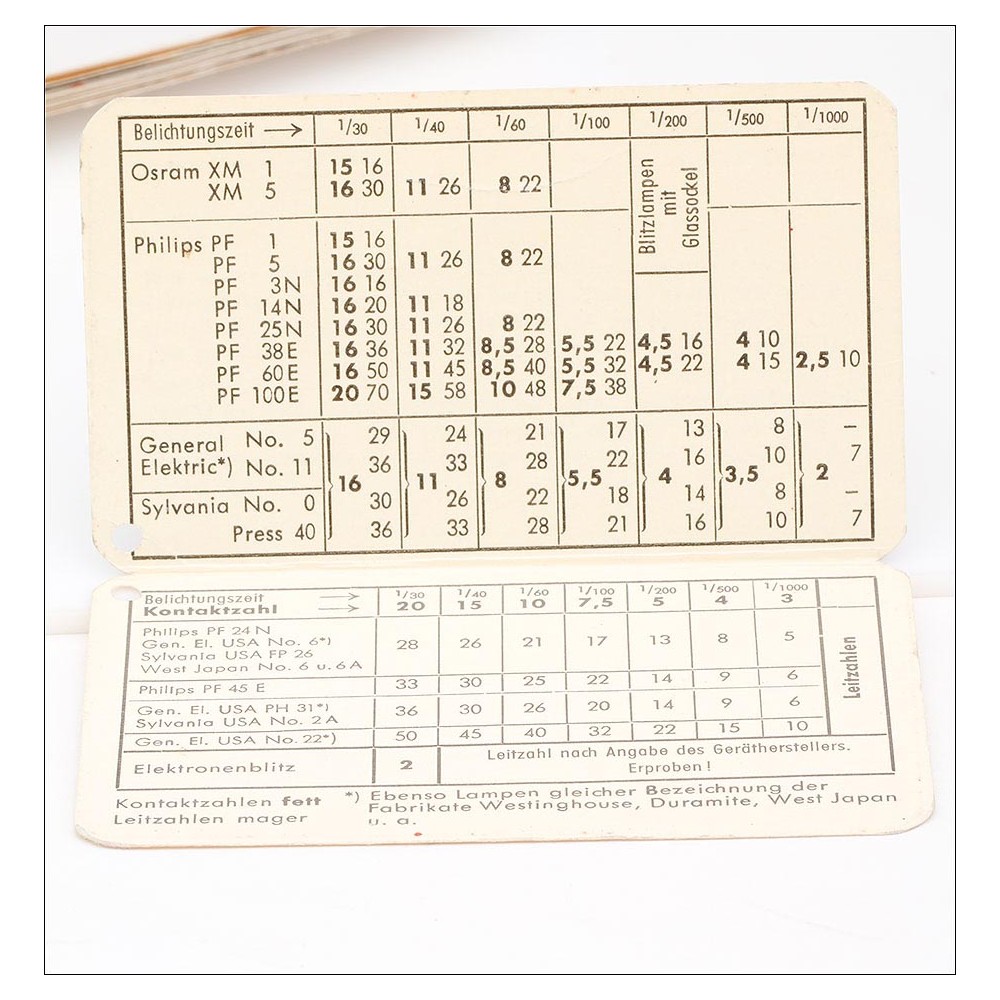 Belichtungszeit → 1/30 1/40 1/60 1/100 1/200 1/500 1/1000
Osram XM 1 15 16
XM 5 16 30 11 26 8 22
Blitzlampen
mit
Glassockel
Philips PF 1 15 16
PF 5 16 30 11 26 8 22
PF 3N 16 16
PF 14N 16 20 11 18
PF 25N 16 30 11 26 8 22
PF 38E 16 36 11 32 8,5 28 5,5 22 4,5 16 4 10
PF 60E 16 50 11 45 8,5 40 5,5 32 4,5 22 4 15 2,5 10
PF 100E 20 70 15 58 10 48 7,5 38
General No. 5 29 24 21 17 13 8 –
Elektric*) No. 11 36 33 28 22 16 10 7
16 11 8 5,5 4 3,5 2
Sylvania No. 0 30 26 22 18 14 8 –
Press 40 36 33 28 21 16 10 7
Belichtungszeit → 1/30 1/40 1/60 1/100 1/200 1/500 1/1000
Kontaktzahl → 20 15 10 7,5 5 4 3
Philips PF 24 N
Gen. El. USA No. 6*) 28 26 21 17 13 8 5
Sylvania USA FP 26
West Japan No. 6 u. 6A
Philips PF 45 E 33 30 25 22 14 9 6
Gen. El. USA PH 31*) 36 30 26 20 14 9 6
Sylvania USA No. 2A
Gen. El. USA No. 22*) 50 45 40 32 22 15 10
Leitzahlen
Elektronenblitz 2 Leitzahl nach Angabe des Gerätherstellers.
Erproben!
Kontaktzahlen fett
Leitzahlen mager
*) Ebenso Lampen gleicher Bezeichnung der
Fabrikate Westinghouse, Duramite, West Japan
u. a.